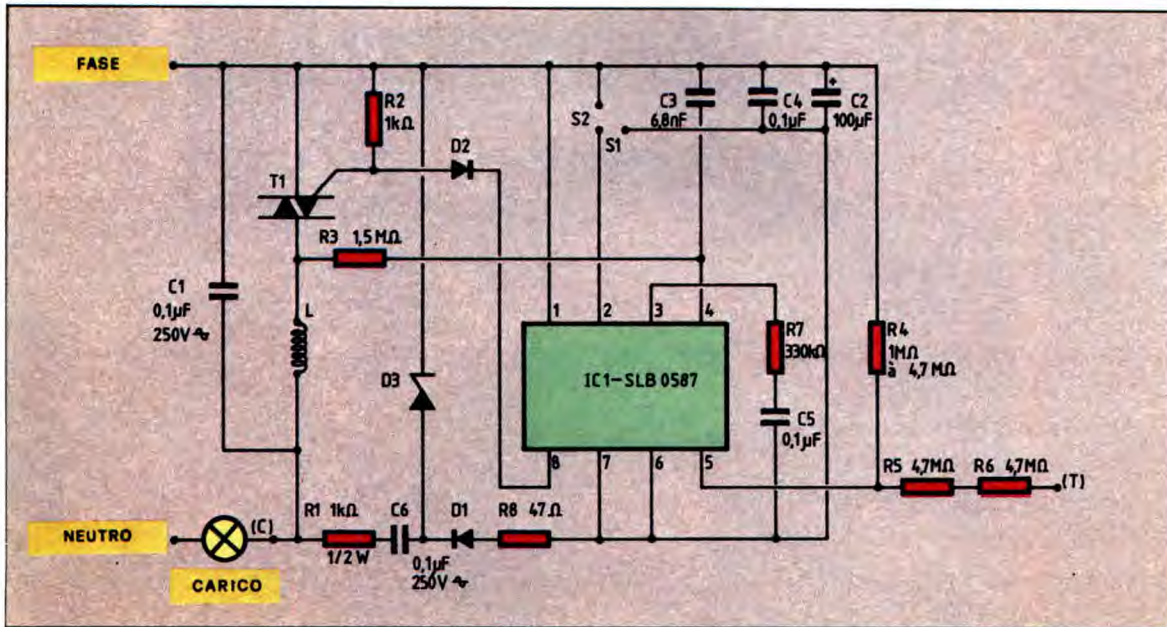 FASE
R2
1kΩ
C3
6,8nF
C4
0,1µF
+
C2
100µF
S2
S1
D2
T1
R3 1,5 MΩ
C1
0,1µF
250V
L
1 2 3 4
R7
330kΩ
R4
1MΩ
à 4,7 MΩ
D3
IC1-SLB 0587
C5
0,1µF
8 7 6 5
R5 4,7MΩ R6 4,7MΩ (T)
NEUTRO
(C)
R1 1kΩ C6 D1 R8 47Ω
1/2 W
0,1µF
250V
CARICO